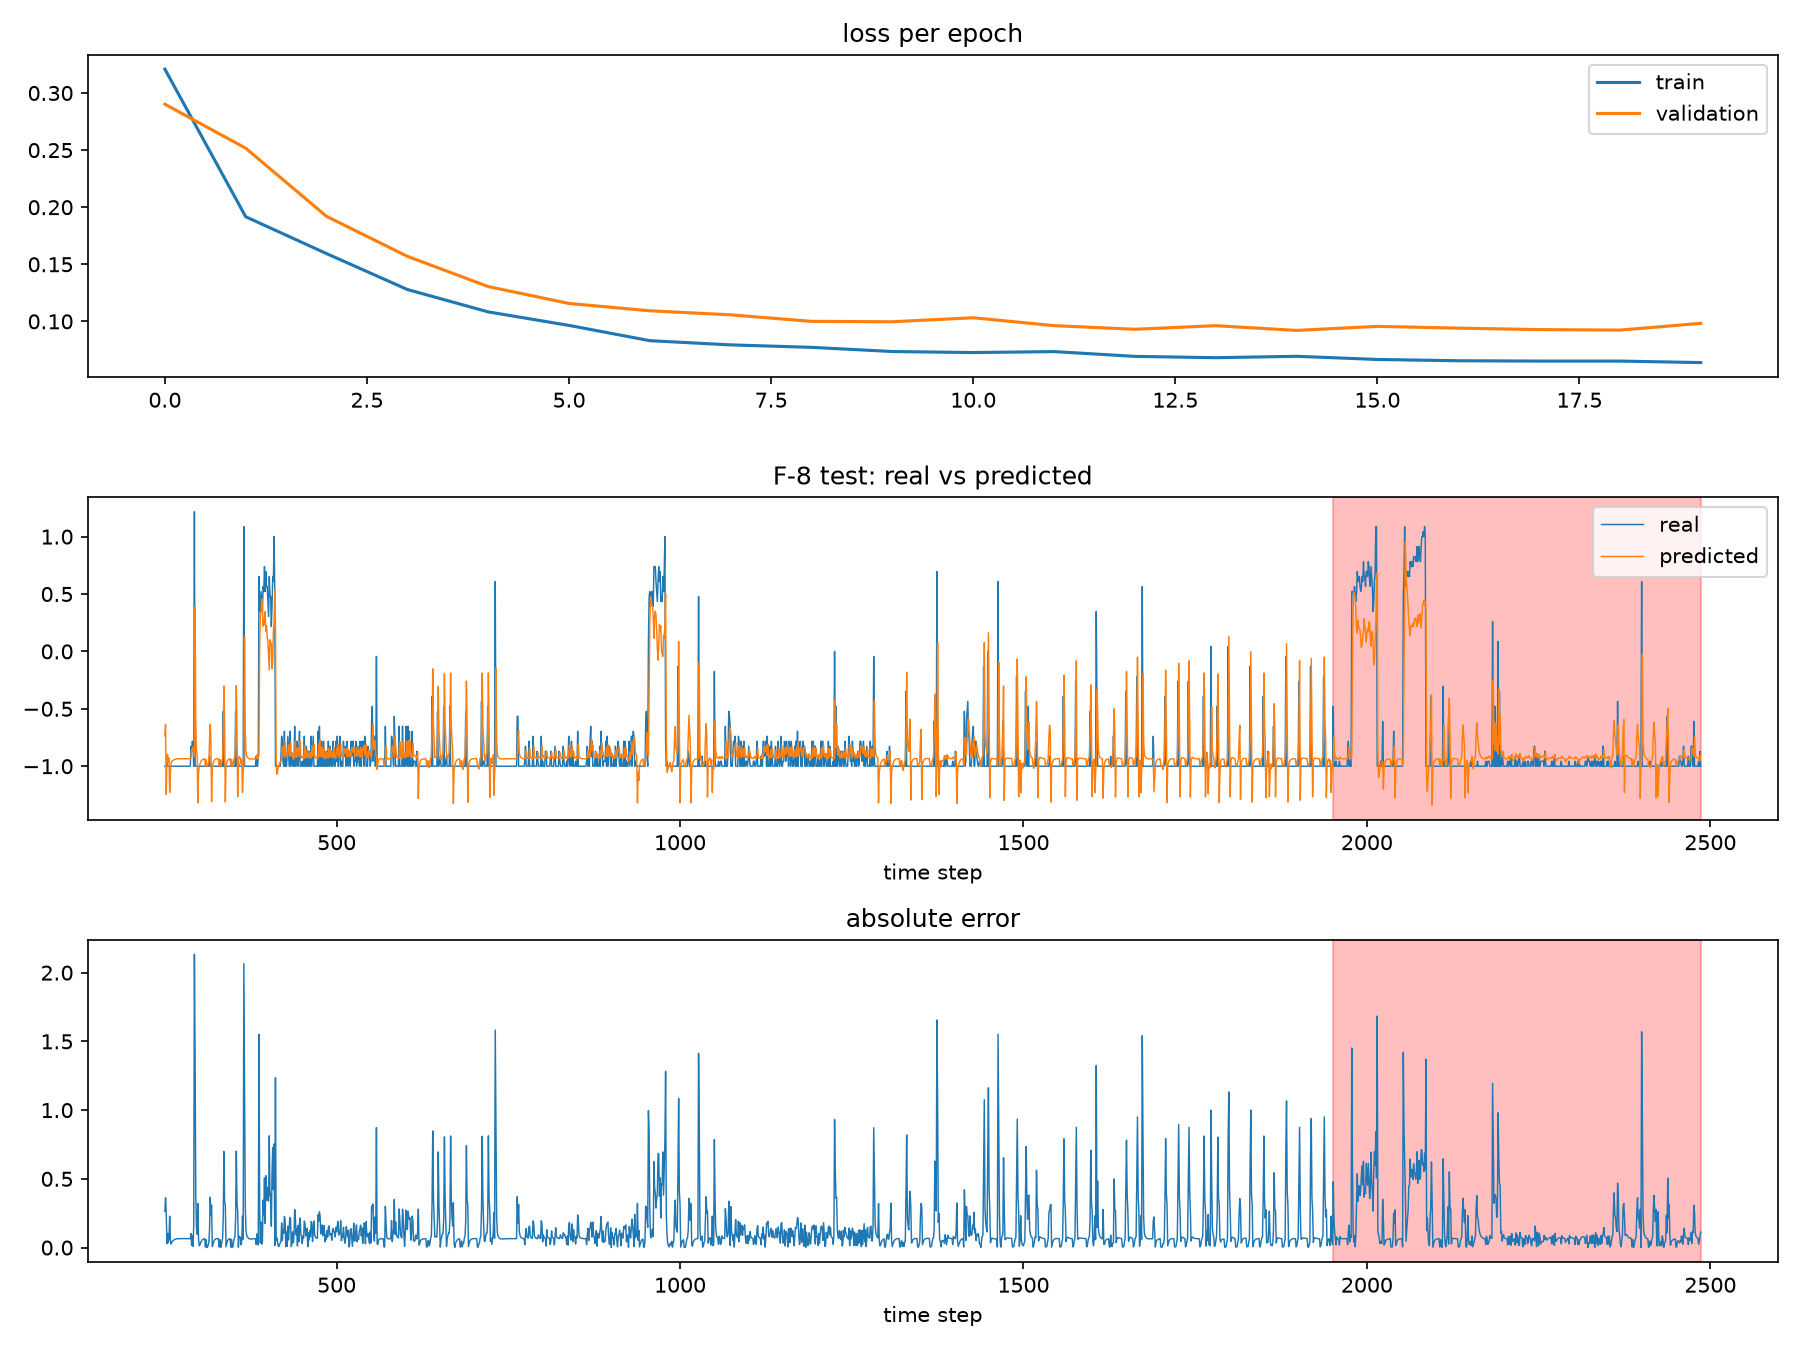 loss per epoch
train
validation
0.30
0.25
0.20
0.15
0.10
0.0 2.5 5.0 7.5 10.0 12.5 15.0 17.5
F-8 test: real vs predicted
real
predicted
1.0
0.5
0.0
−0.5
−1.0
500 1000 1500 2000 2500
time step
absolute error
2.0
1.5
1.0
0.5
0.0
500 1000 1500 2000 2500
time step